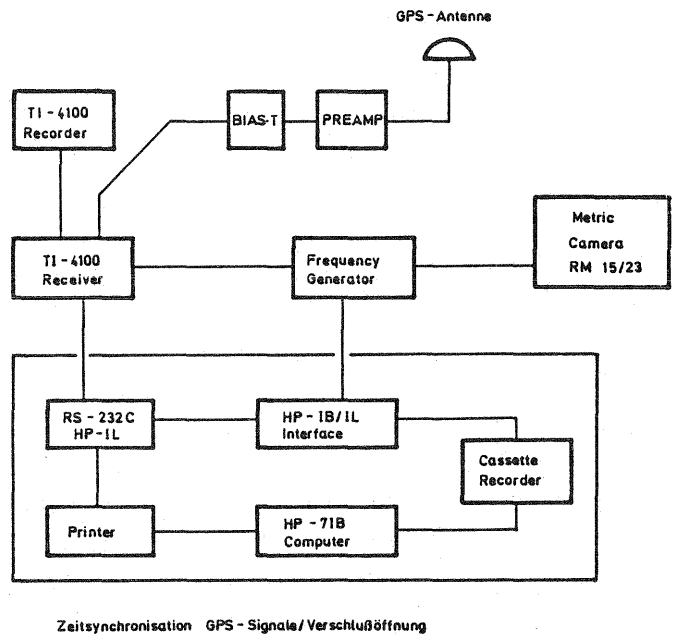 GPS - Antenne
TI - 4100
Recorder
BIAS-T
PREAMP
Metric
Camera
RM 15/23
TI - 4100
Receiver
Frequency
Generator
RS - 232C
HP-IL
HP - IB/IL
Interface
Cassette
Recorder
Printer
HP - 71B
Computer
Zeitsynchronisation GPS - Signale/Verschlußöffnung